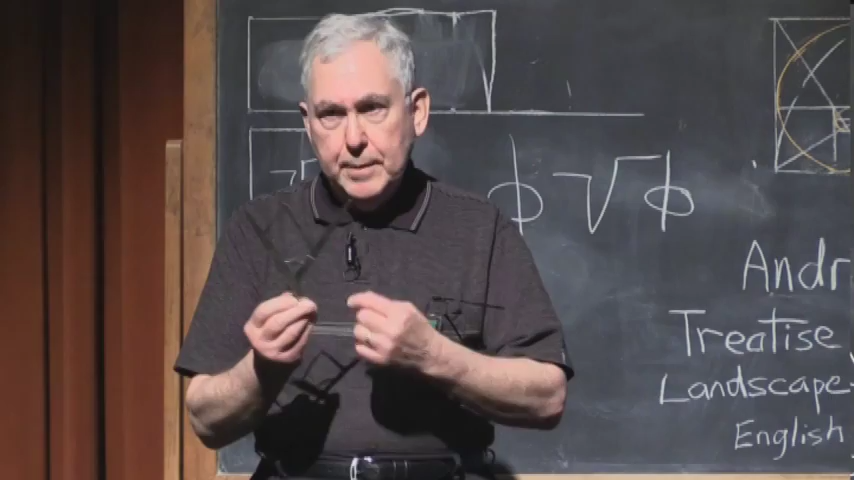 ϕ √ϕ
Andr
Treatise
Landscape
English